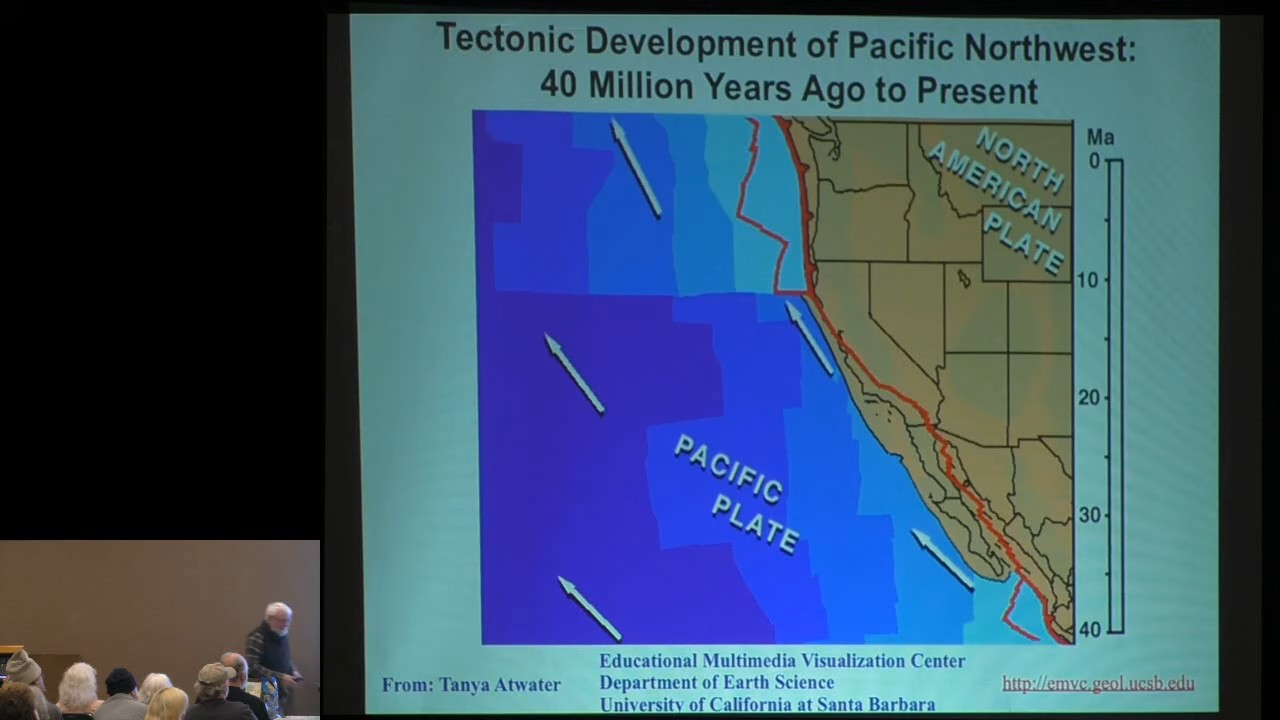 Tectonic Development of Pacific Northwest:
40 Million Years Ago to Present
NORTH
AMERICAN
PLATE
Ma
0
10
20
30
40
PACIFIC
PLATE
From: Tanya Atwater
Educational Multimedia Visualization Center
Department of Earth Science
University of California at Santa Barbara
http://emvc.geol.ucsb.edu